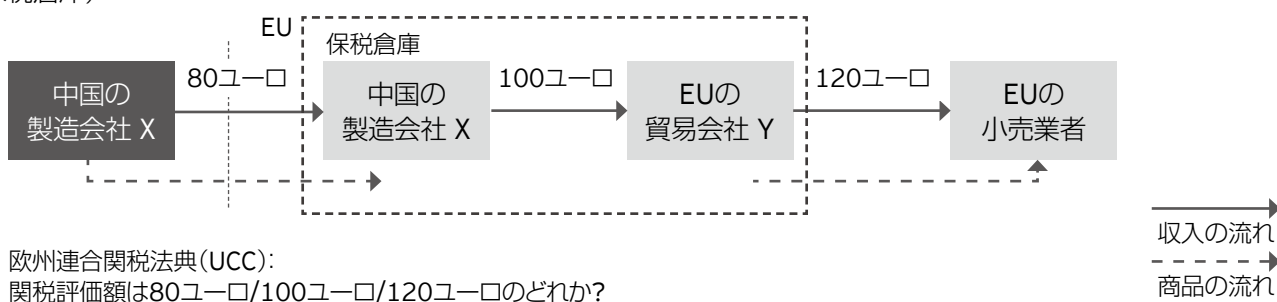 EU
保税倉庫
中国の
製造会社 X
80ユーロ
中国の
製造会社 X
100ユーロ
EUの
貿易会社 Y
120ユーロ
EUの
小売業者
収入の流れ
商品の流れ
欧州連合関税法典(UCC):
関税評価額は80ユーロ/100ユーロ/120ユーロのどれか?